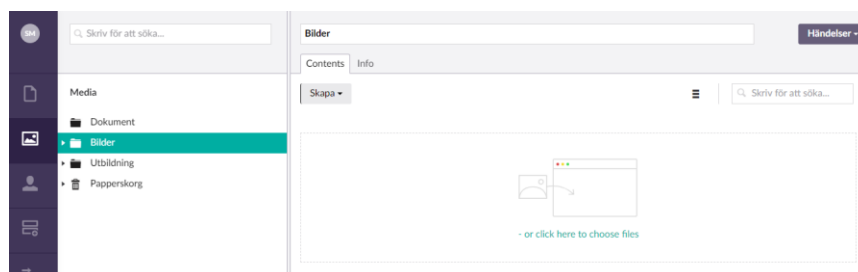 SM
Skriv för att söka...
Media
Dokument
Bilder
Utbildning
Papperskorg
Bilder
Händelser
Contents Info
Skapa
Skriv för att söka...
- or click here to choose files